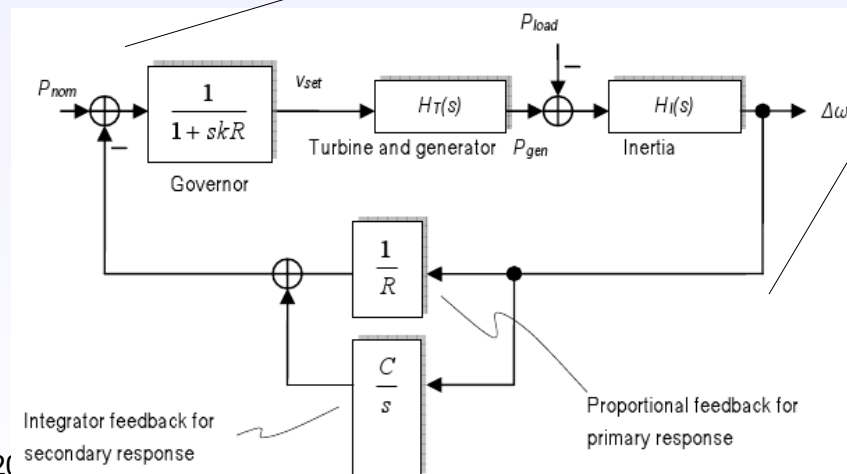 P_load
P_nom
−
1
1 + skR
v_set
H_T(s)
H_I(s)
Δω
−
Turbine and generator
P_gen
Inertia
Governor
1
R
C
s
Integrator feedback for
secondary response
Proportional feedback for
primary response